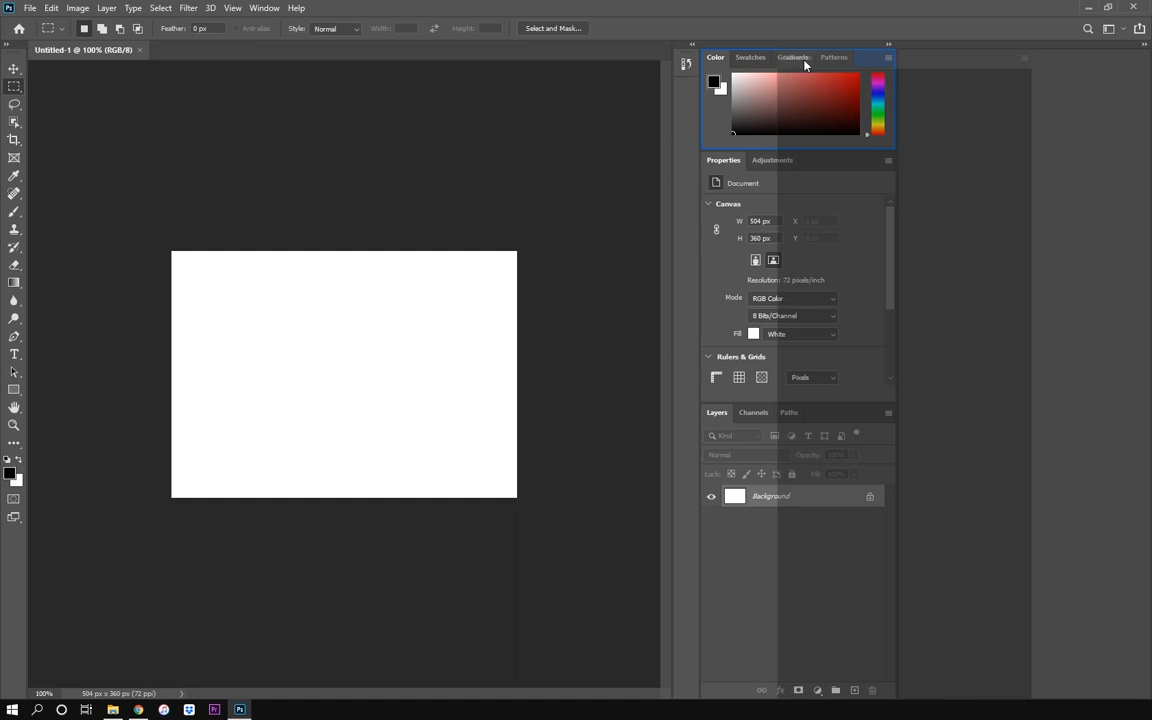 Ps File Edit Image Layer Type Select Filter 3D View Window Help
Feather: 0 px Anti-alias Style: Normal Width: Height: Select and Mask...
Untitled-1 @ 100% (RGB/8) ×
Color Swatches Gradients Patterns
Properties Adjustments
Document
Canvas
W 504 px X 0 px
H 360 px Y 0 px
Resolution: 72 pixels/inch
Mode RGB Color
8 Bits/Channel
Fill White
Rulers & Grids
Pixels
Layers Channels Paths
Kind
Normal Opacity: 100%
Lock: Fill: 100%
Background
fx
100% 504 px x 360 px (72 ppi)
Pr Ps